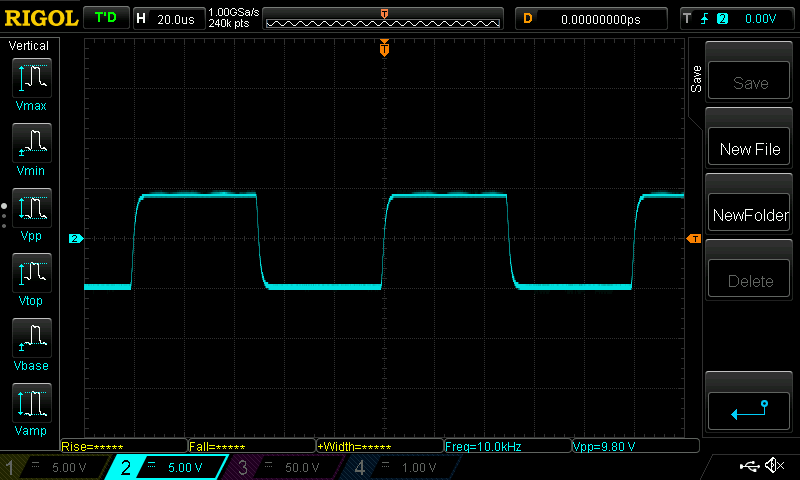 RIGOL T'D H 20.0us 1.00GSa/s 240k pts T D 0.00000000ps T 2 0.00V
Vertical
T
Save
Save
Vmax
New File
Vmin
NewFolder
Vpp
2
T
Delete
Vtop
Vbase
Vamp
Rise=***** Fall=***** +Width=***** Freq=10.0kHz Vpp=9.80 V
1 5.00 V 2 5.00 V 3 50.0 V 4 1.00 V